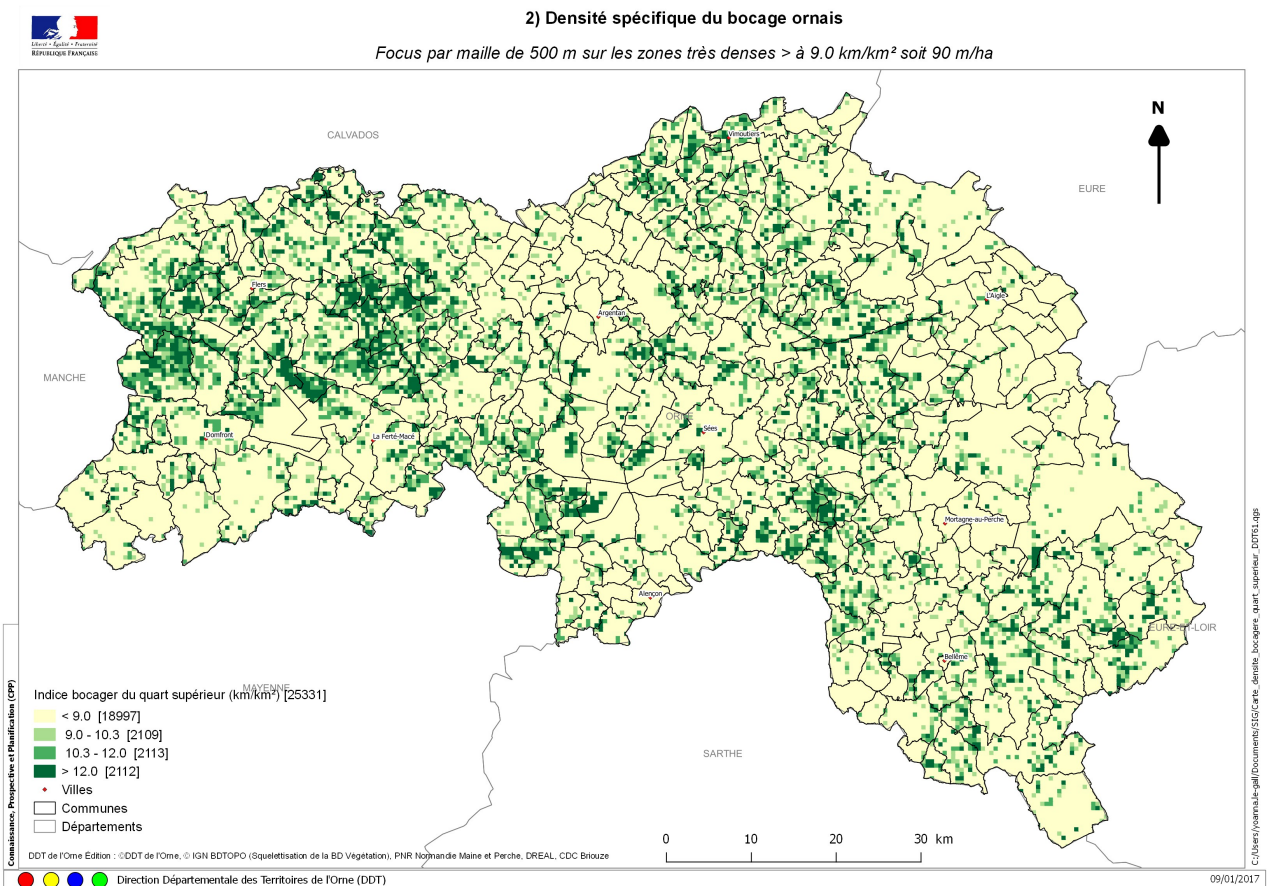 2) Densité spécifique du bocage ornais
Focus par maille de 500 m sur les zones très denses > à 9.0 km/km² soit 90 m/ha
Liberté • Égalité • Fraternité
RÉPUBLIQUE FRANÇAISE
N
CALVADOS
EURE
MANCHE
ORNE
EURE-ET-LOIR
MAYENNE
SARTHE
Vimoutiers
Flers
L'Aigle
Argentan
Sées
Domfront
La Ferté-Macé
Mortagne-au-Perche
Alençon
Bellême
Indice bocager du quart supérieur (km/km²) [25331]
< 9.0 [18997]
9.0 - 10.3 [2109]
10.3 - 12.0 [2113]
> 12.0 [2112]
Villes
Communes
Départements
0 10 20 30 km
DDT de l'Orne Édition : ©DDT de l'Orne, © IGN BDTOPO (Squelettisation de la BD Végétation), PNR Normandie Maine et Perche, DREAL, CDC Briouze
Connaissance, Prospective et Planification (CPP)
C:/Users/yoanna.le-gall/Documents/SIG/Carte_densite_bocagere_quart_superieur_DDT61.qgs
Direction Départementale des Territoires de l'Orne (DDT)
09/01/2017